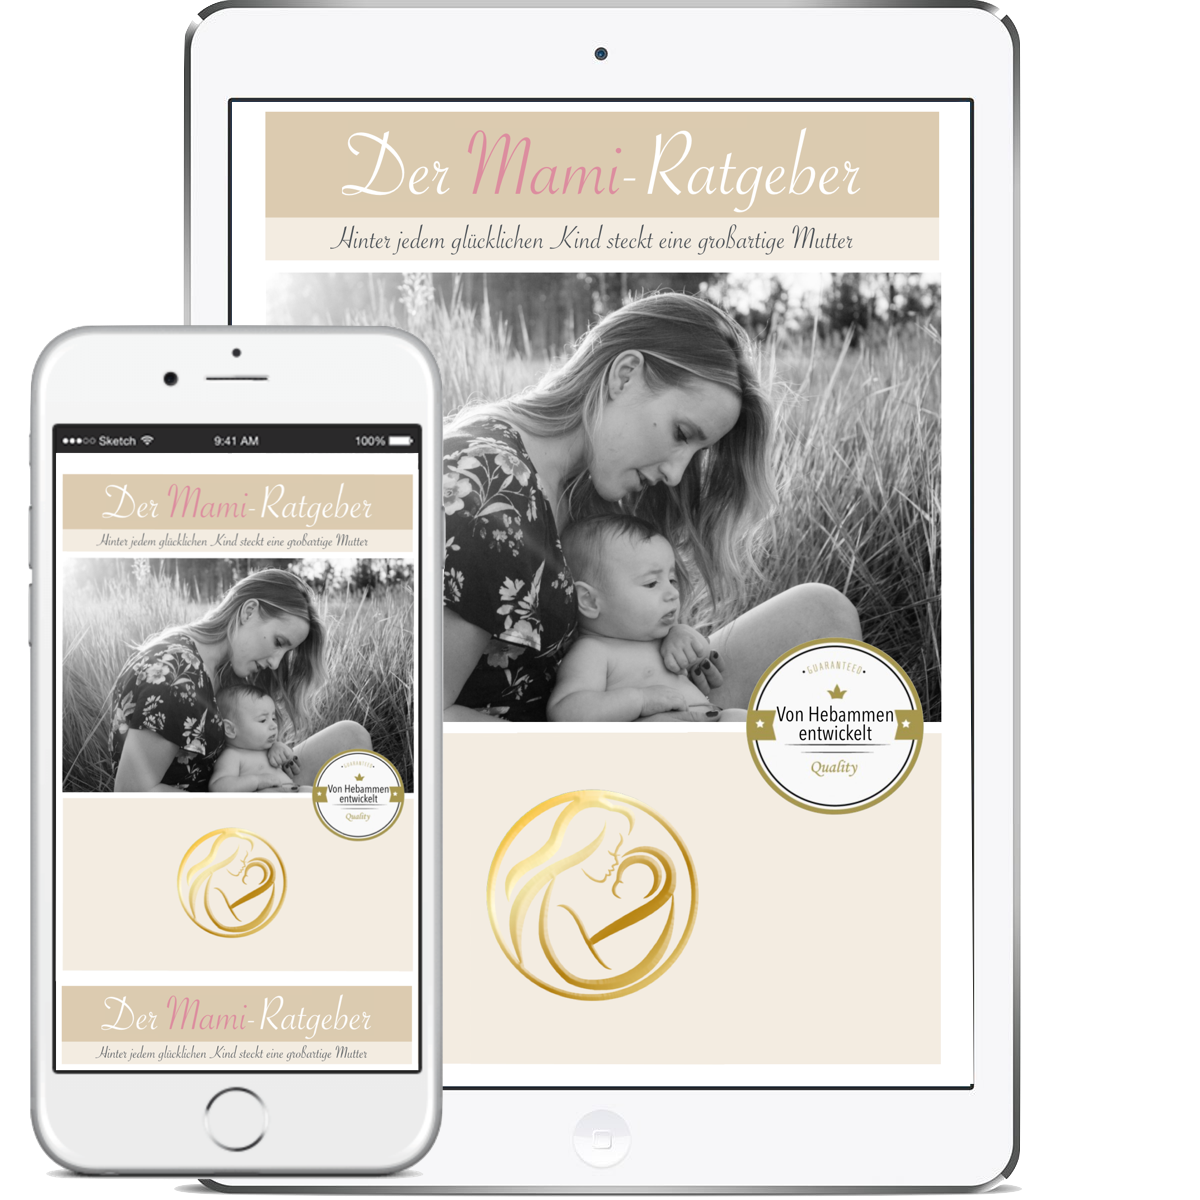 Der Mami-Ratgeber
Hinter jedem glücklichen Kind steckt eine großartige Mutter
GUARANTEED
Von Hebammen
entwickelt
Quality
Sketch 9:41 AM 100%
Der Mami-Ratgeber
Hinter jedem glücklichen Kind steckt eine großartige Mutter
GUARANTEED
Von Hebammen
entwickelt
Quality
Der Mami-Ratgeber
Hinter jedem glücklichen Kind steckt eine großartige Mutter